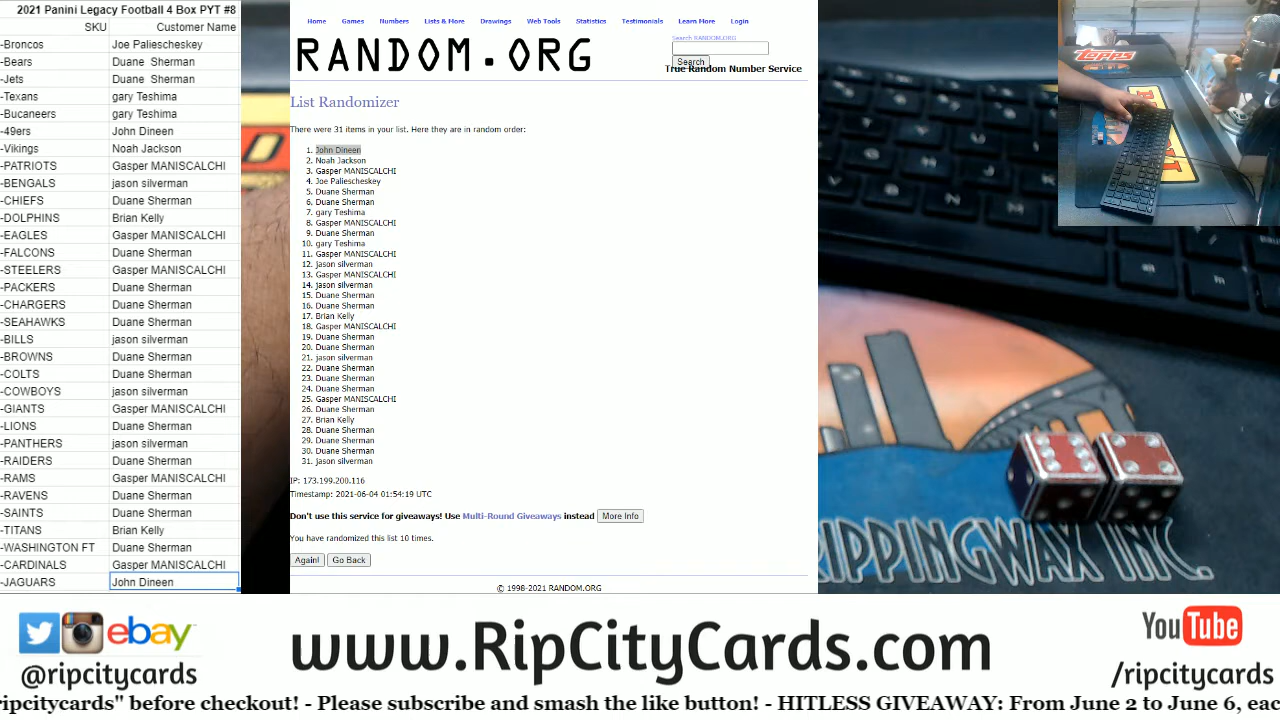 2021 Panini Legacy Football 4 Box PYT #8
SKU Customer Name
-Broncos Joe Paliescheskey
-Bears Duane Sherman
-Jets Duane Sherman
-Texans gary Teshima
-Bucaneers gary Teshima
-49ers John Dineen
-Vikings Noah Jackson
-PATRIOTS Gasper MANISCALCHI
-BENGALS jason silverman
-CHIEFS Duane Sherman
-DOLPHINS Brian Kelly
-EAGLES Gasper MANISCALCHI
-FALCONS Duane Sherman
-STEELERS Gasper MANISCALCHI
-PACKERS Duane Sherman
-CHARGERS Duane Sherman
-SEAHAWKS Duane Sherman
-BILLS jason silverman
-BROWNS Duane Sherman
-COLTS Duane Sherman
-COWBOYS jason silverman
-GIANTS Gasper MANISCALCHI
-LIONS Duane Sherman
-PANTHERS jason silverman
-RAIDERS Duane Sherman
-RAMS Gasper MANISCALCHI
-RAVENS Duane Sherman
-SAINTS Duane Sherman
-TITANS Brian Kelly
-WASHINGTON FT Duane Sherman
-CARDINALS Gasper MANISCALCHI
-JAGUARS John Dineen
Home Games Numbers Lists & More Drawings Web Tools Statistics Testimonials Learn More Login
Search RANDOM.ORG
RANDOM.ORG
Search
True Random Number Service
List Randomizer
There were 31 items in your list. Here they are in random order:
1. John Dineen
2. Noah Jackson
3. Gasper MANISCALCHI
4. Joe Paliescheskey
5. Duane Sherman
6. Duane Sherman
7. gary Teshima
8. Gasper MANISCALCHI
9. Duane Sherman
10. gary Teshima
11. Gasper MANISCALCHI
12. jason silverman
13. Gasper MANISCALCHI
14. jason silverman
15. Duane Sherman
16. Duane Sherman
17. Brian Kelly
18. Gasper MANISCALCHI
19. Duane Sherman
20. Duane Sherman
21. jason silverman
22. Duane Sherman
23. Duane Sherman
24. Duane Sherman
25. Gasper MANISCALCHI
26. Duane Sherman
27. Brian Kelly
28. Duane Sherman
29. Duane Sherman
30. Duane Sherman
31. jason silverman
IP: 173.199.200.116
Timestamp: 2021-06-04 01:54:19 UTC
Don't use this service for giveaways! Use Multi-Round Giveaways instead More Info
You have randomized this list 10 times.
Again! Go Back
© 1998-2021 RANDOM.ORG
Topps
RIPPINGWAX INC.
ebay
@ripcitycards
www.RipCityCards.com
YouTube
/ripcitycards
ripcitycards" before checkout! - Please subscribe and smash the like button! - HITLESS GIVEAWAY: From June 2 to June 6, eac